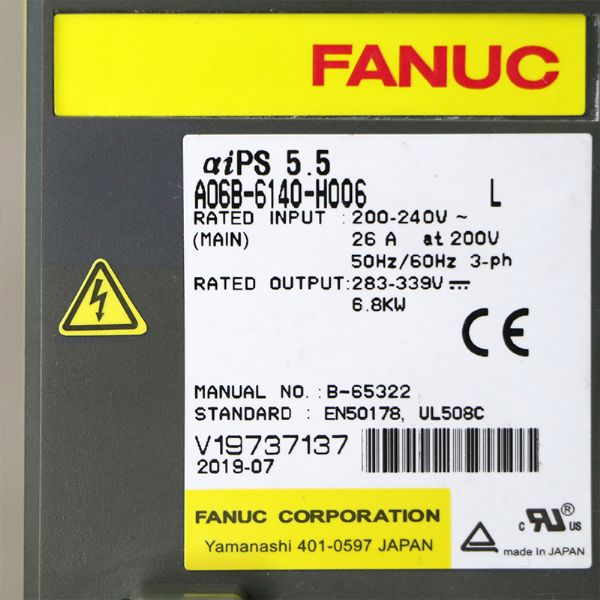 FANUC
αiPS 5.5
A06B-6140-H006 L
RATED INPUT : 200-240V ~
(MAIN) 26 A at 200V
50Hz/60Hz 3-ph
RATED OUTPUT: 283-339V ⎓
6.8KW
CE
MANUAL NO. : B-65322
STANDARD : EN50178, UL508C
V19737137
2019-07
FANUC CORPORATION
Yamanashi 401-0597 JAPAN
c RU ® US
made in JAPAN